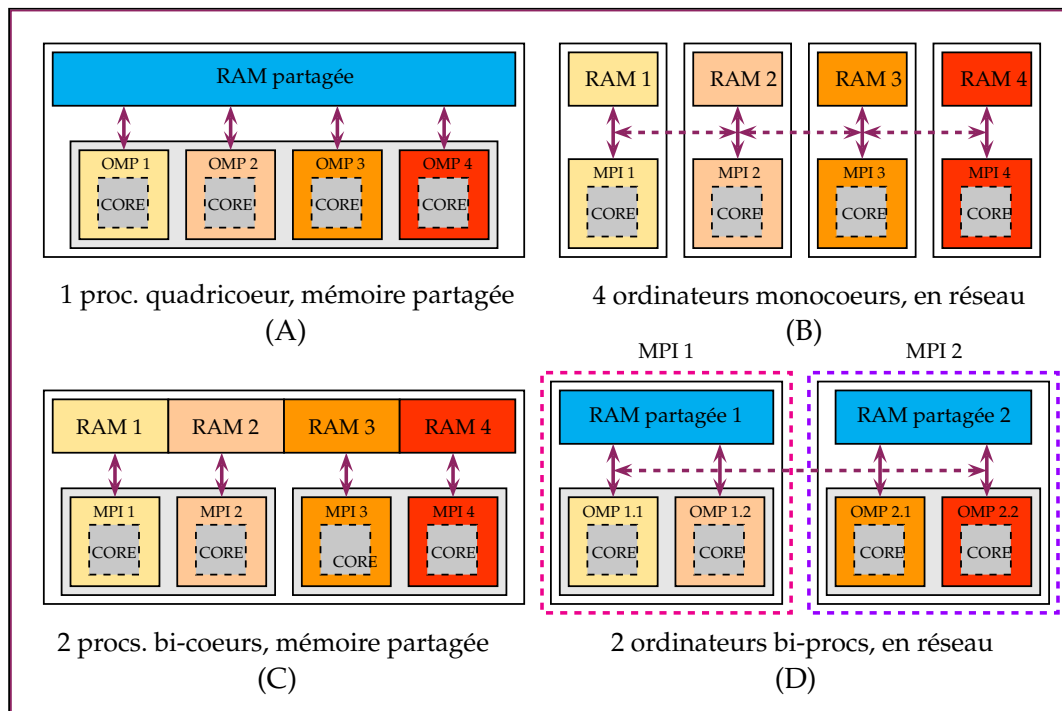 RAM partagée
OMP 1 OMP 2 OMP 3 OMP 4
CORE CORE CORE CORE
1 proc. quadricoeur, mémoire partagée
(A)
RAM 1 RAM 2 RAM 3 RAM 4
MPI 1 MPI 2 MPI 3 MPI 4
CORE CORE CORE CORE
4 ordinateurs monocoeurs, en réseau
(B)
RAM 1 RAM 2 RAM 3 RAM 4
MPI 1 MPI 2 MPI 3 MPI 4
CORE CORE CORE CORE
2 procs. bi-coeurs, mémoire partagée
(C)
MPI 1 MPI 2
RAM partagée 1 RAM partagée 2
OMP 1.1 OMP 1.2 OMP 2.1 OMP 2.2
CORE CORE CORE CORE
2 ordinateurs bi-procs, en réseau
(D)